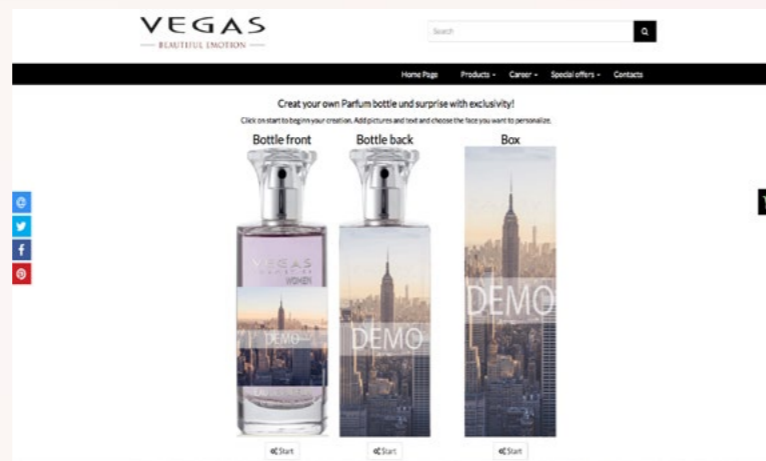 VEGAS
BEAUTIFUL EMOTION
Search
Home Page Products Career Special offers Contacts
Creat your own Parfum bottle und surprise with exclusivity!
Click on start to beginn your creation. Add pictures and text and choose the face you want to personalize.
Bottle front Bottle back Box
VEGAS
WOMEN
DEMO DEMO DEMO
Start Start Start